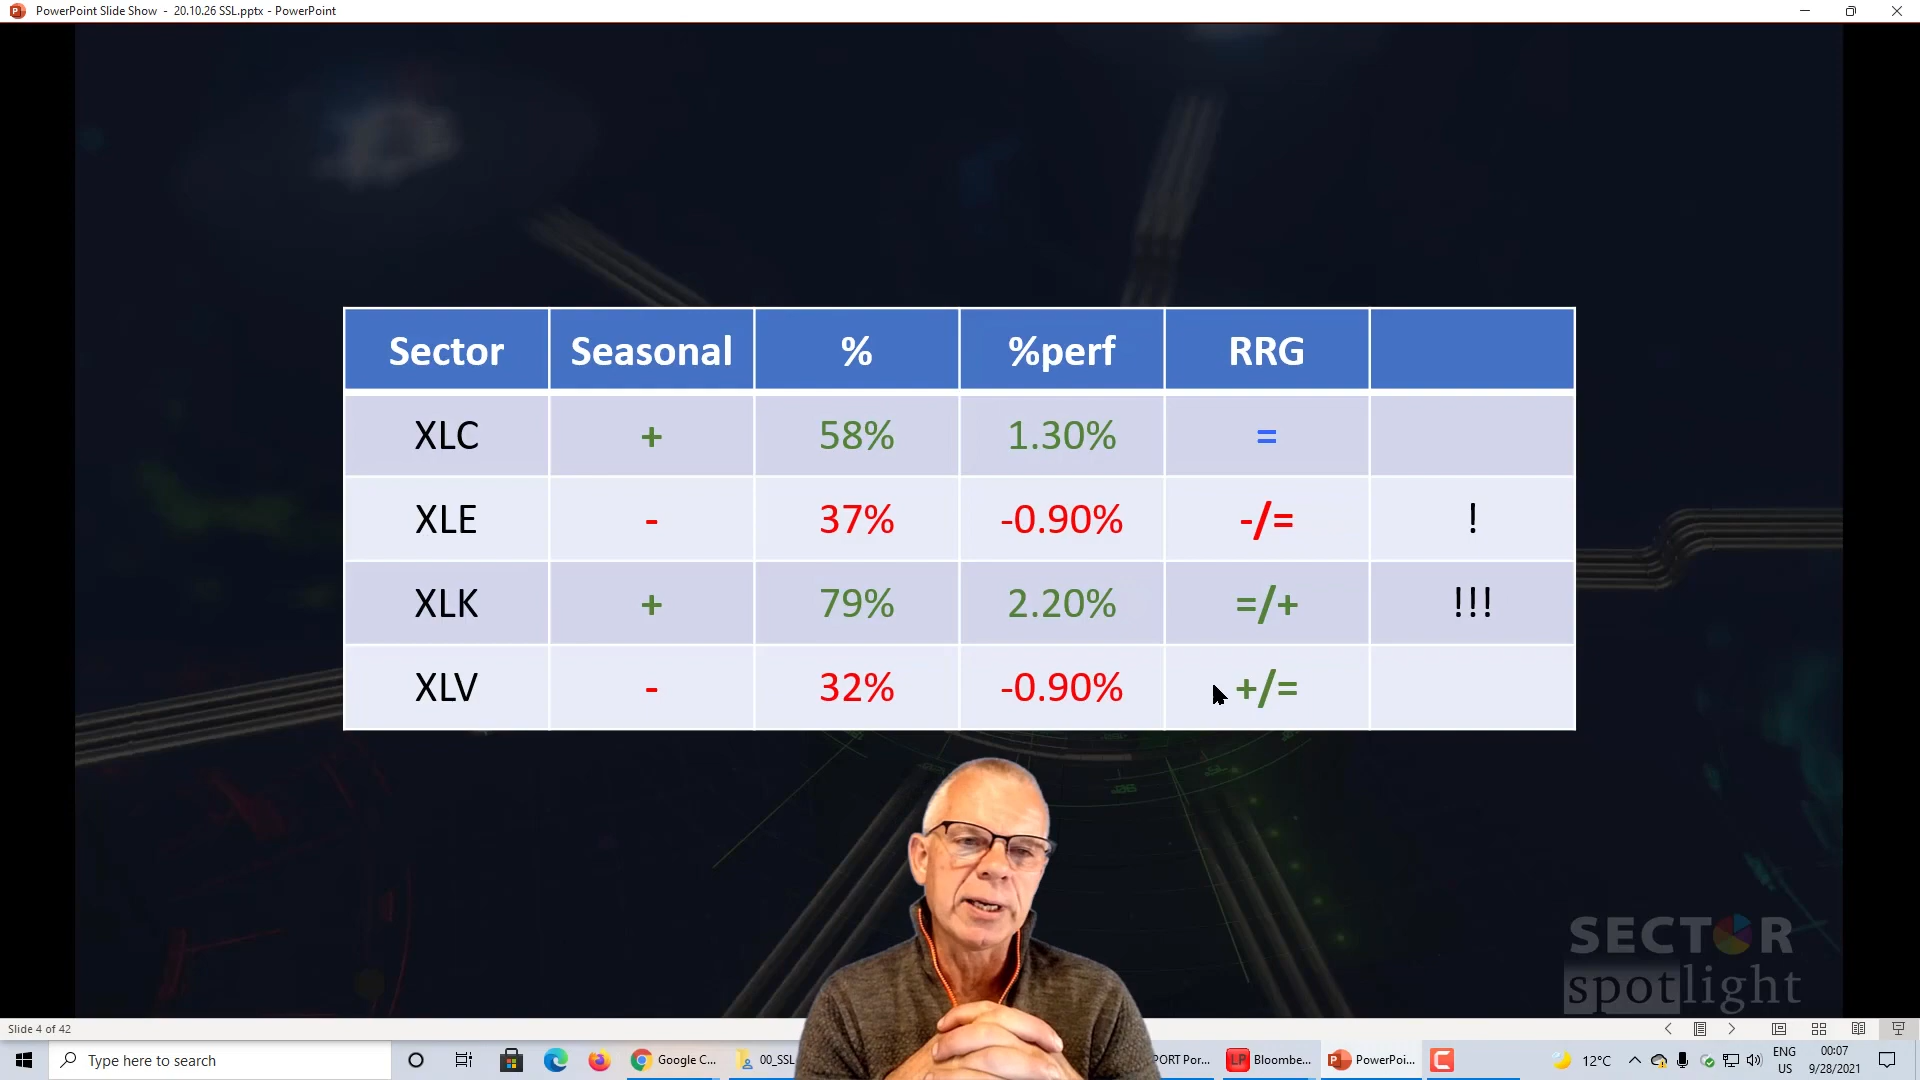 PowerPoint Slide Show - 20.10.26 SSL.pptx - PowerPoint
Sector Seasonal % %perf RRG
XLC + 58% 1.30% =
XLE - 37% -0.90% -/= !
XLK + 79% 2.20% =/+ !!!
XLV - 32% -0.90% +/=
SECTOR
spotlight
Slide 4 of 42
Type here to search
Google C...
00_SSL
PORT Por...
LP Bloombe...
PowerPoi...
12°C
ENG
US
00:07
9/28/2021